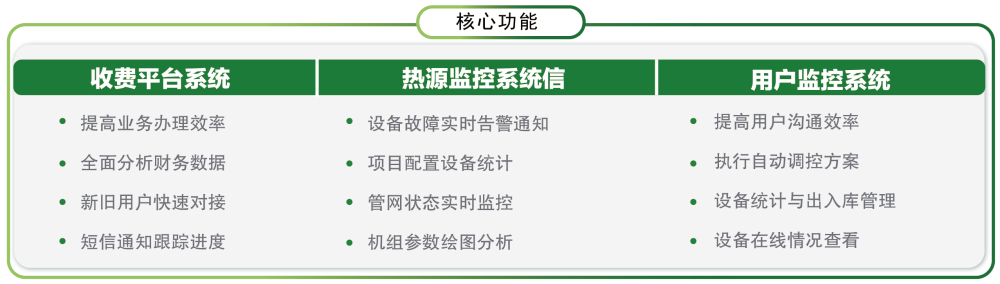 核心功能
收费平台系统
热源监控系统信
用户监控系统
提高业务办理效率
全面分析财务数据
新旧用户快速对接
短信通知跟踪进度
设备故障实时告警通知
项目配置设备统计
管网状态实时监控
机组参数绘图分析
提高用户沟通效率
执行自动调控方案
设备统计与出入库管理
设备在线情况查看